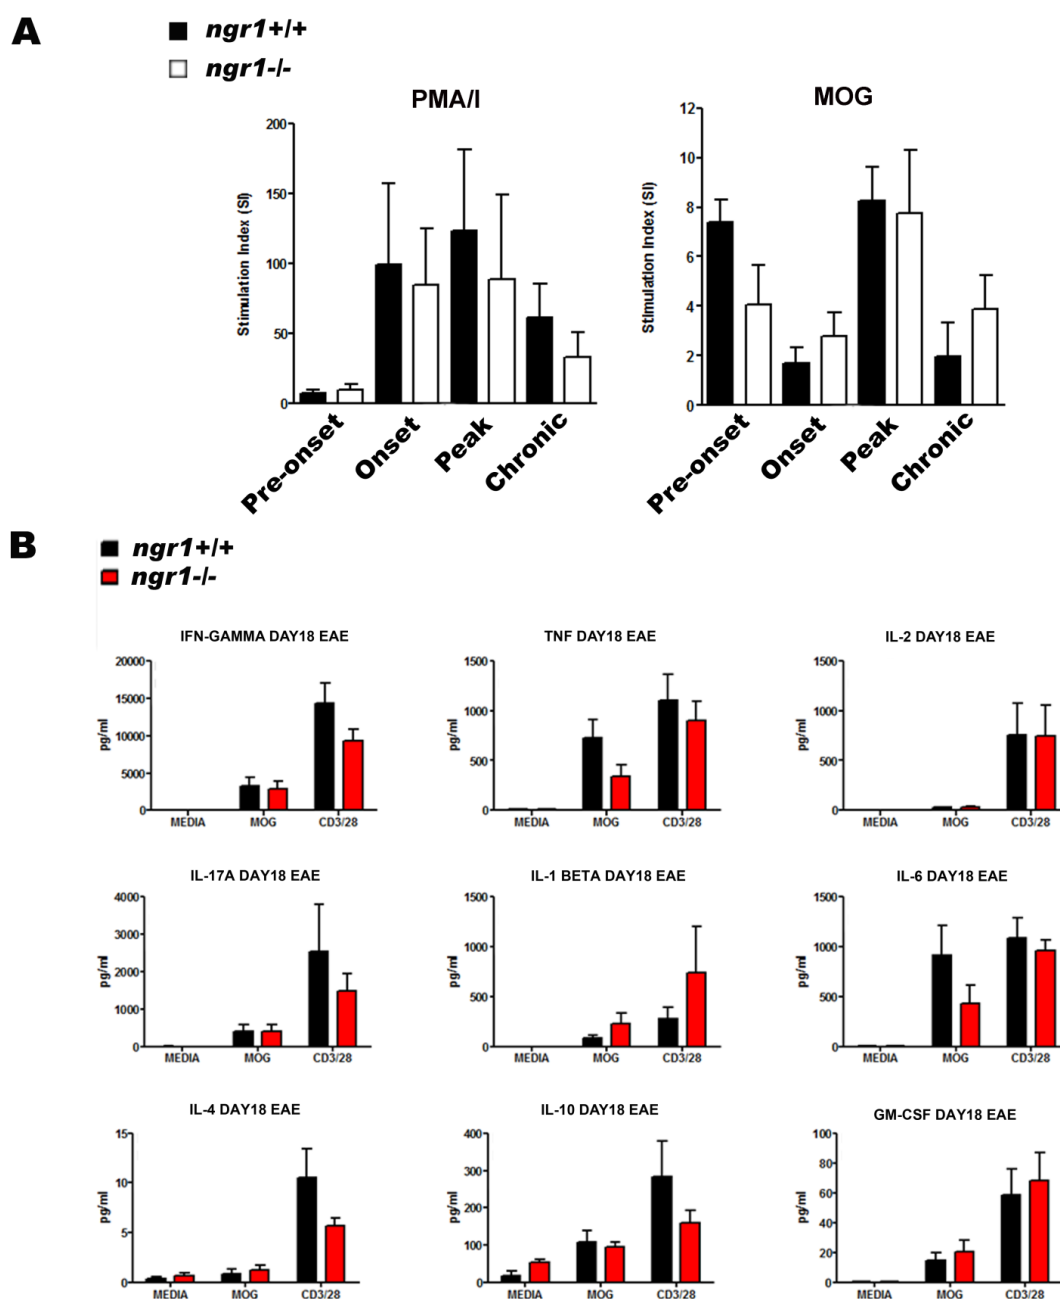 A
ngr1+/+
ngr1-/-
PMA/I
Stimulation Index (SI)
200
150
100
50
0
Pre-onset
Onset
Peak
Chronic
MOG
Stimulation Index (SI)
12
10
8
6
4
2
0
Pre-onset
Onset
Peak
Chronic
B
ngr1+/+
ngr1-/-
IFN-GAMMA DAY18 EAE
pg/ml
20000
15000
10000
5000
0
MEDIA MOG CD3/28
TNF DAY18 EAE
pg/ml
1500
1000
500
0
MEDIA MOG CD3/28
IL-2 DAY18 EAE
pg/ml
1500
1000
500
0
MEDIA MOG CD3/28
IL-17A DAY18 EAE
pg/ml
4000
3000
2000
1000
0
MEDIA MOG CD3/28
IL-1 BETA DAY18 EAE
pg/ml
1500
1000
500
0
MEDIA MOG CD3/28
IL-6 DAY18 EAE
pg/ml
1500
1000
500
0
MEDIA MOG CD3/28
IL-4 DAY18 EAE
pg/ml
15
10
5
0
MEDIA MOG CD3/28
IL-10 DAY18 EAE
pg/ml
400
300
200
100
0
MEDIA MOG CD3/28
GM-CSF DAY18 EAE
pg/ml
100
80
60
40
20
0
MEDIA MOG CD3/28